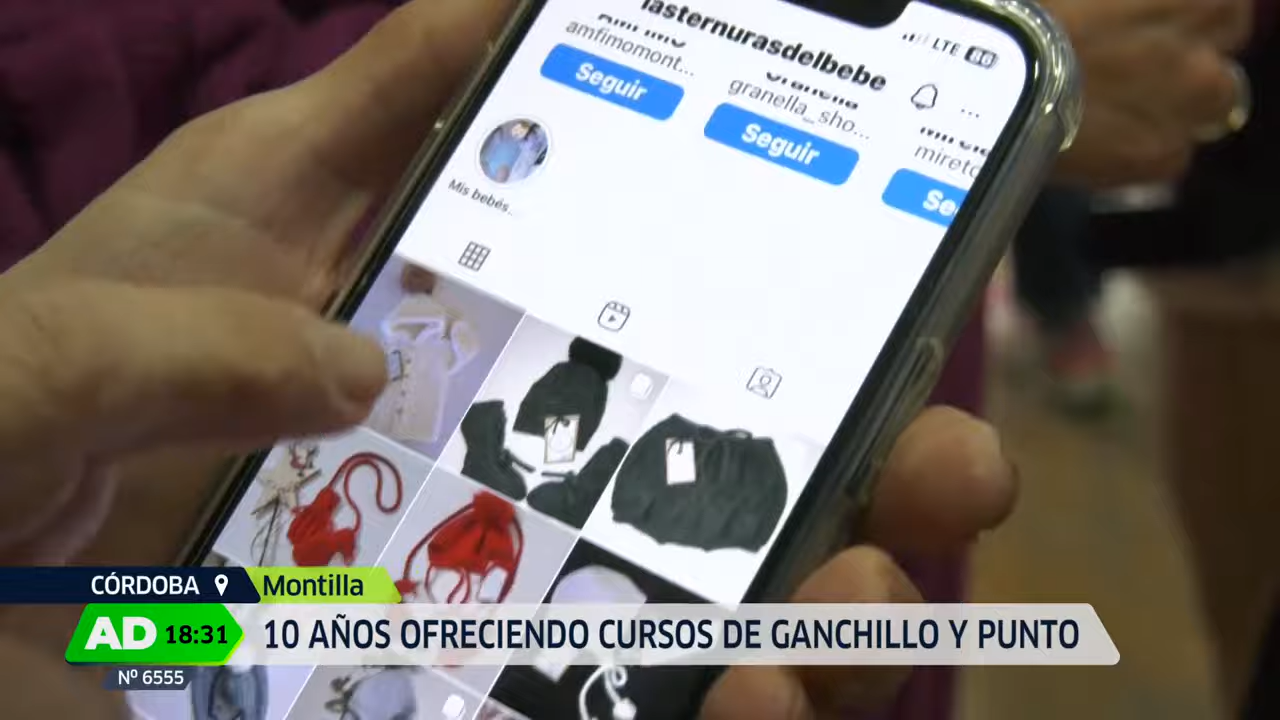 lasternurasdelbebe
LTE 86
amfimomont...
granella_sho...
Seguir
Seguir
Mis bebés...
CÓRDOBA
Montilla
AD 18:31
10 AÑOS OFRECIENDO CURSOS DE GANCHILLO Y PUNTO
Nº 6555